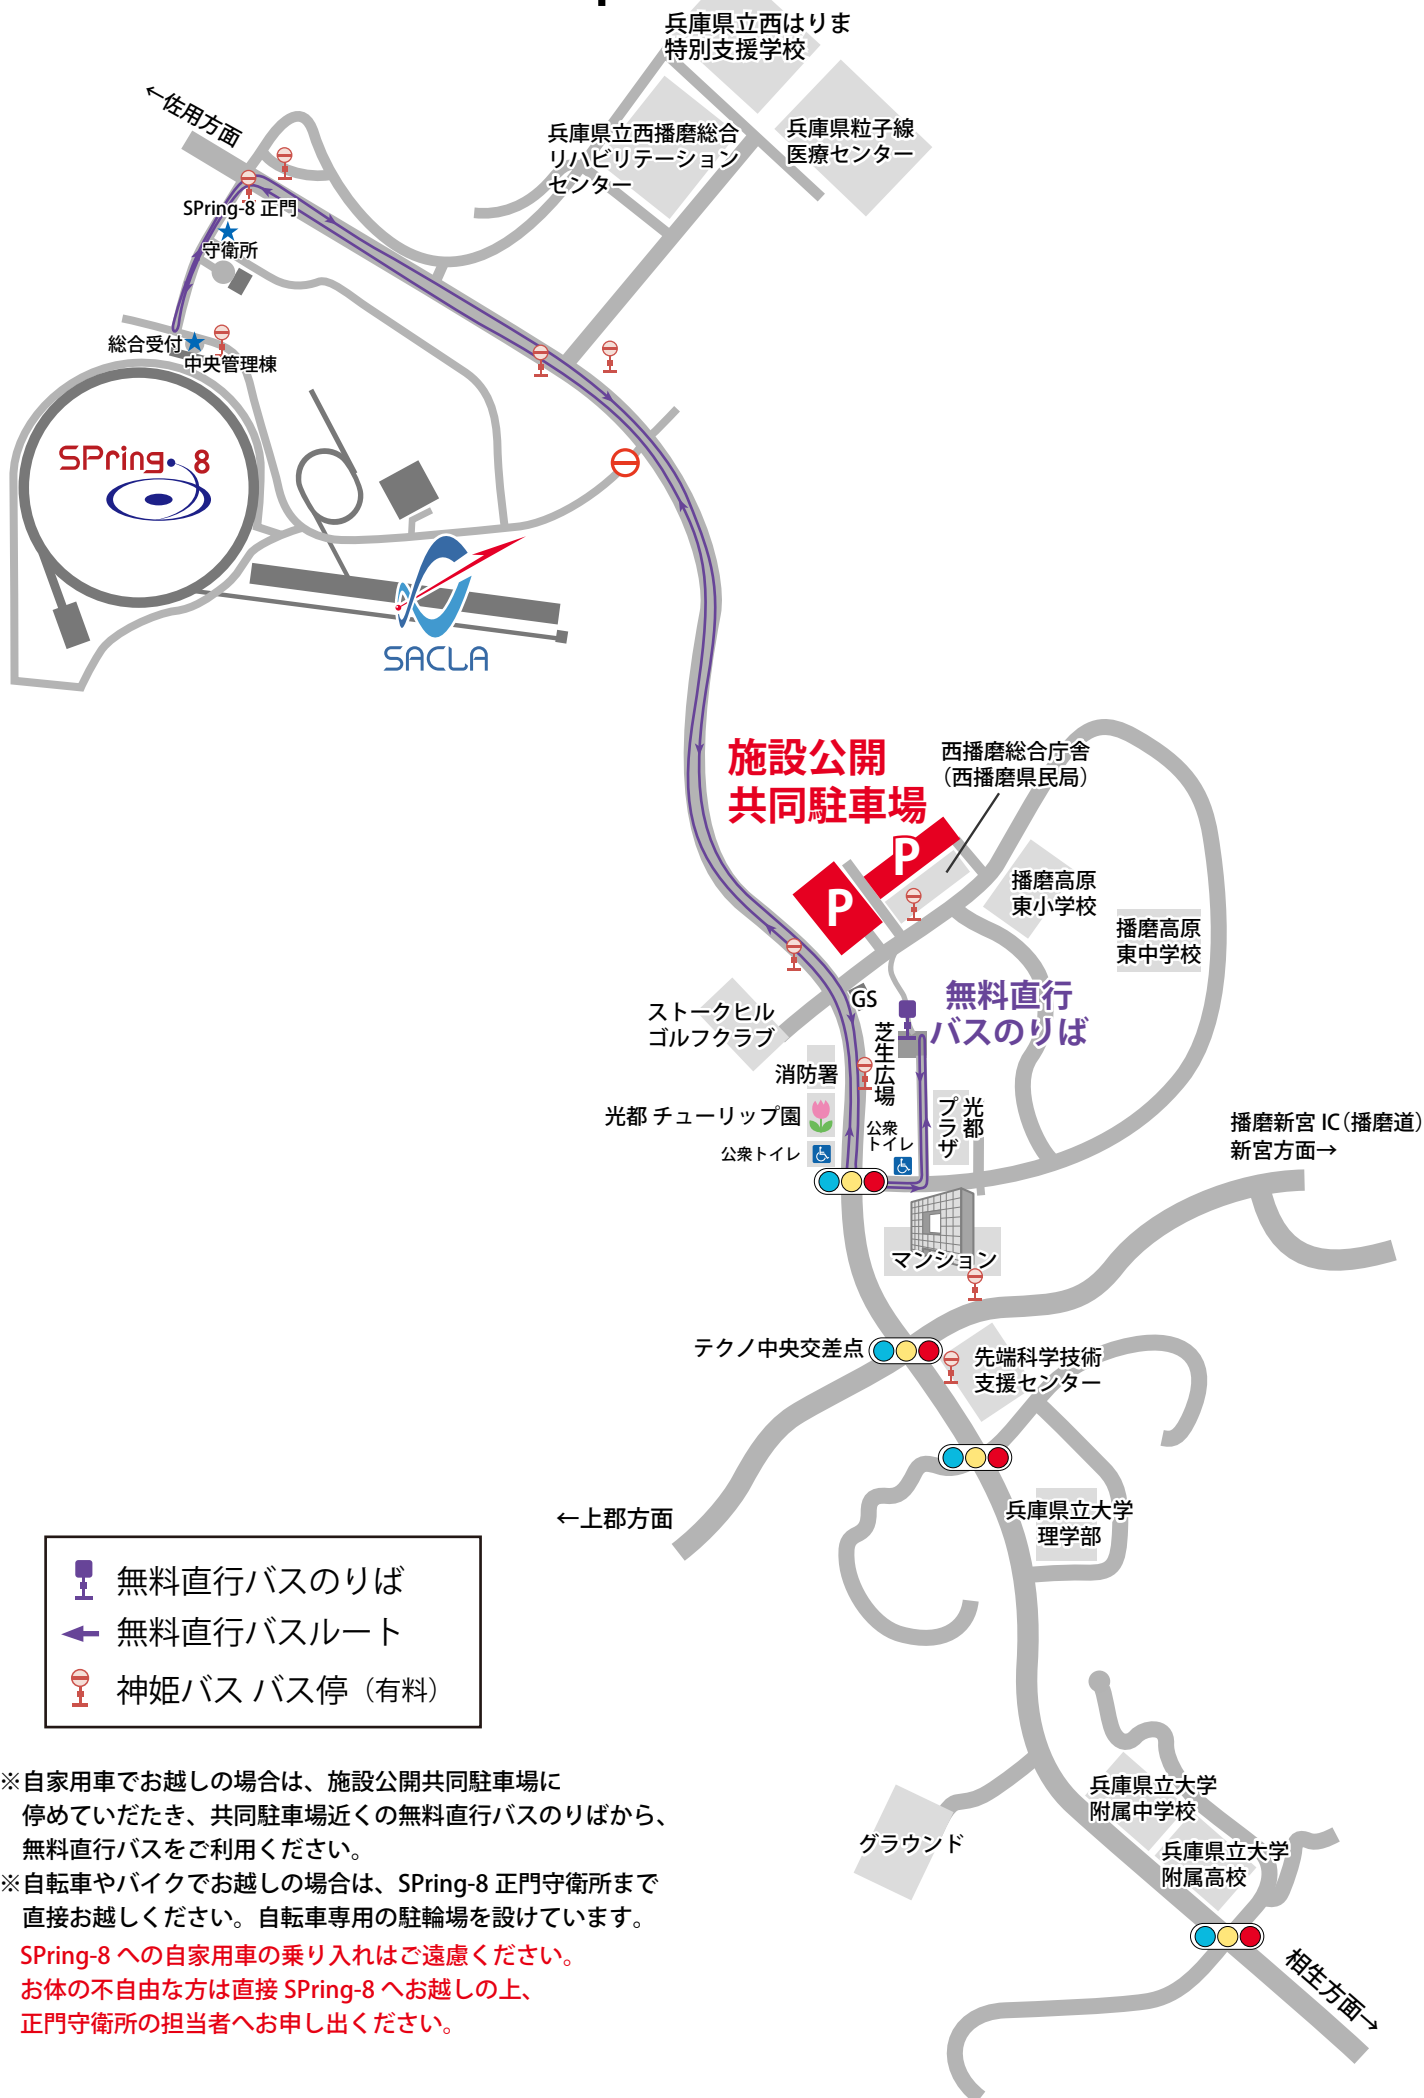 兵庫県立西はりま
特別支援学校
←佐用方面
兵庫県立西播磨総合
リハビリテーション
センター
兵庫県粒子線
医療センター
SPring-8 正門
守衛所
総合受付
中央管理棟
SPring-8
SACLA
施設公開
共同駐車場
西播磨総合庁舎
（西播磨県民局）
P
P
播磨高原
東小学校
播磨高原
東中学校
ストークヒル
ゴルフクラブ
GS
無料直行
バスのりば
芝生広場
消防署
光都 チューリップ園
公衆トイレ
公衆
トイレ
光都
プラザ
播磨新宮 IC（播磨道）
新宮方面→
マンション
テクノ中央交差点
先端科学技術
支援センター
←上郡方面
兵庫県立大学
理学部
無料直行バスのりば
無料直行バスルート
神姫バス バス停（有料）
兵庫県立大学
附属中学校
グラウンド
兵庫県立大学
附属高校
相生方面→
※自家用車でお越しの場合は、施設公開共同駐車場に
停めていだたき、共同駐車場近くの無料直行バスのりばから、
無料直行バスをご利用ください。
※自転車やバイクでお越しの場合は、SPring-8 正門守衛所まで
直接お越しください。自転車専用の駐輪場を設けています。
SPring-8 への自家用車の乗り入れはご遠慮ください。
お体の不自由な方は直接 SPring-8 へお越しの上、
正門守衛所の担当者へお申し出ください。